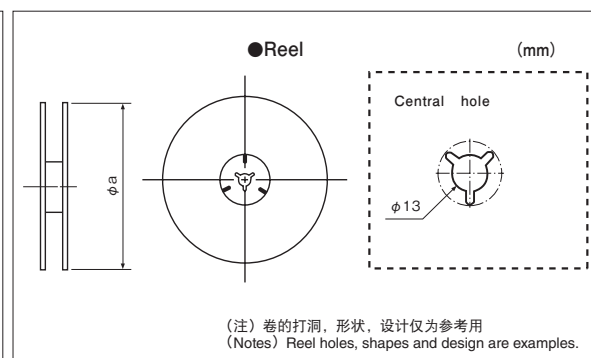 ●Reel
(mm)
Central hole
φa
φ13
（注）卷的打洞，形状，设计仅为参考用
（Notes）Reel holes, shapes and design are examples.